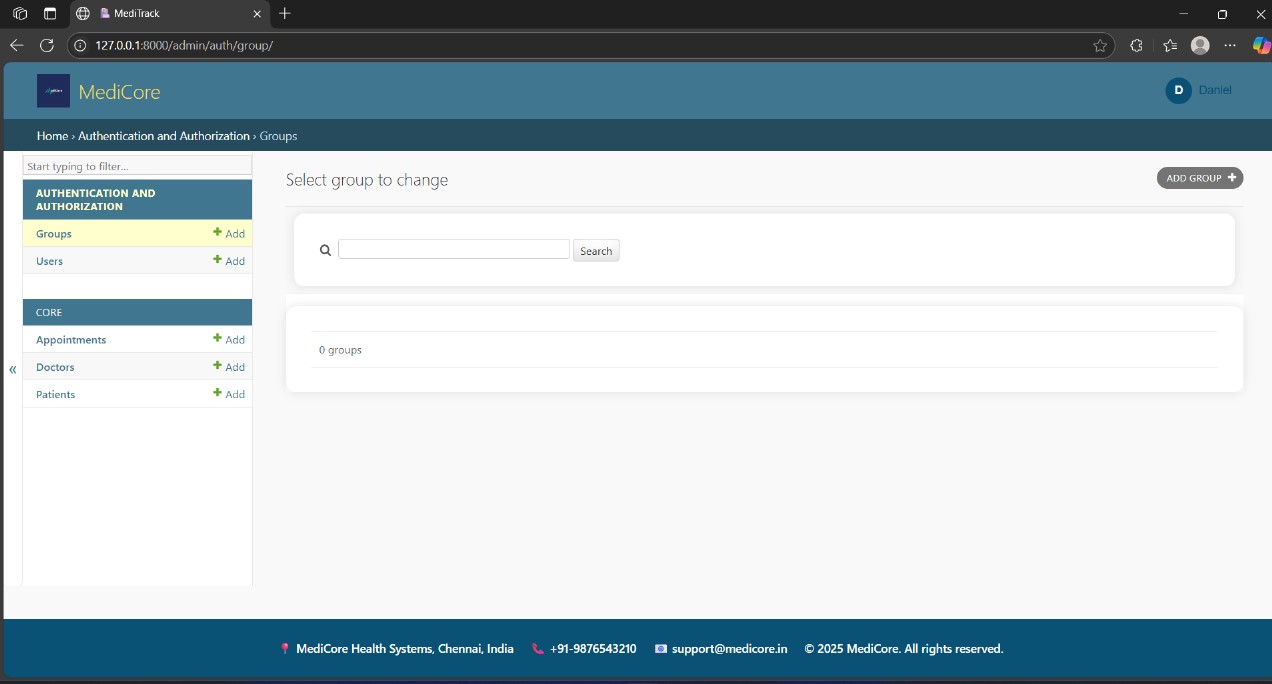 MediTrack
127.0.0.1:8000/admin/auth/group/
MediCore
D Daniel
Home › Authentication and Authorization › Groups
Start typing to filter...
AUTHENTICATION AND
AUTHORIZATION
Groups + Add
Users + Add
CORE
Appointments + Add
Doctors + Add
Patients + Add
«
Select group to change
ADD GROUP +
Search
0 groups
MediCore Health Systems, Chennai, India +91-9876543210 support@medicore.in © 2025 MediCore. All rights reserved.